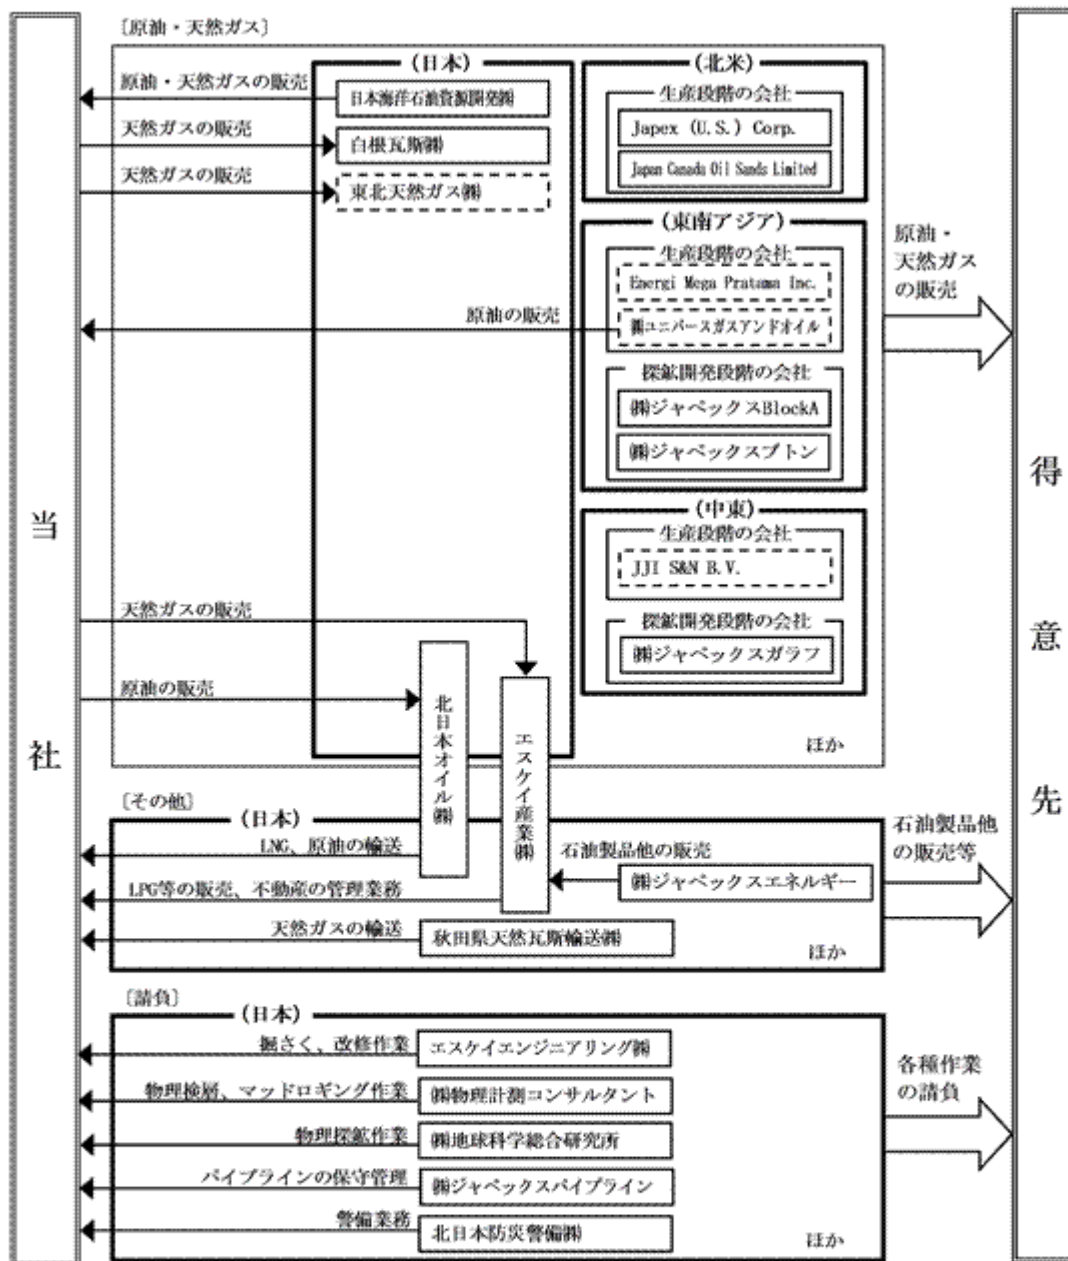 〔原油・天然ガス〕
当社
得意先
(日本)
原油・天然ガスの販売
日本海洋石油資源開発㈱
天然ガスの販売
白根瓦斯㈱
天然ガスの販売
東北天然ガス㈱
(北米)
生産段階の会社
Japex (U.S.) Corp.
Japan Canada Oil Sands Limited
(東南アジア)
生産段階の会社
Energi Mega Pratama Inc.
原油の販売
㈱ユニバースガスアンドオイル
探鉱開発段階の会社
㈱ジャペックスBlockA
㈱ジャペックスブトン
(中東)
生産段階の会社
JJI S&N B.V.
探鉱開発段階の会社
㈱ジャペックスガラフ
原油・
天然ガス
の販売
天然ガスの販売
原油の販売
北日本オイル㈱
エスケイ産業㈱
ほか
〔その他〕
(日本)
LNG、原油の輸送
石油製品他の販売
㈱ジャペックスエネルギー
LPG等の販売、不動産の管理業務
天然ガスの輸送
秋田県天然瓦斯輸送㈱
ほか
石油製品他
の販売等
〔請負〕
(日本)
掘さく、改修作業
エスケイエンジニアリング㈱
物理検層、マッドロギング作業
㈱物理計測コンサルタント
物理探鉱作業
㈱地球科学総合研究所
パイプラインの保守管理
㈱ジャペックスパイプライン
警備業務
北日本防災警備㈱
ほか
各種作業
の請負